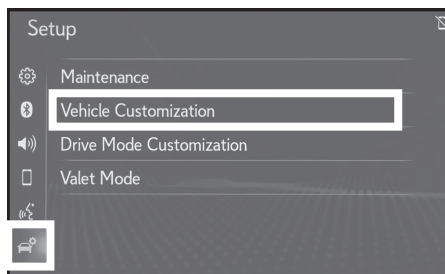 Setup
Maintenance
Vehicle Customization
Drive Mode Customization
Valet Mode